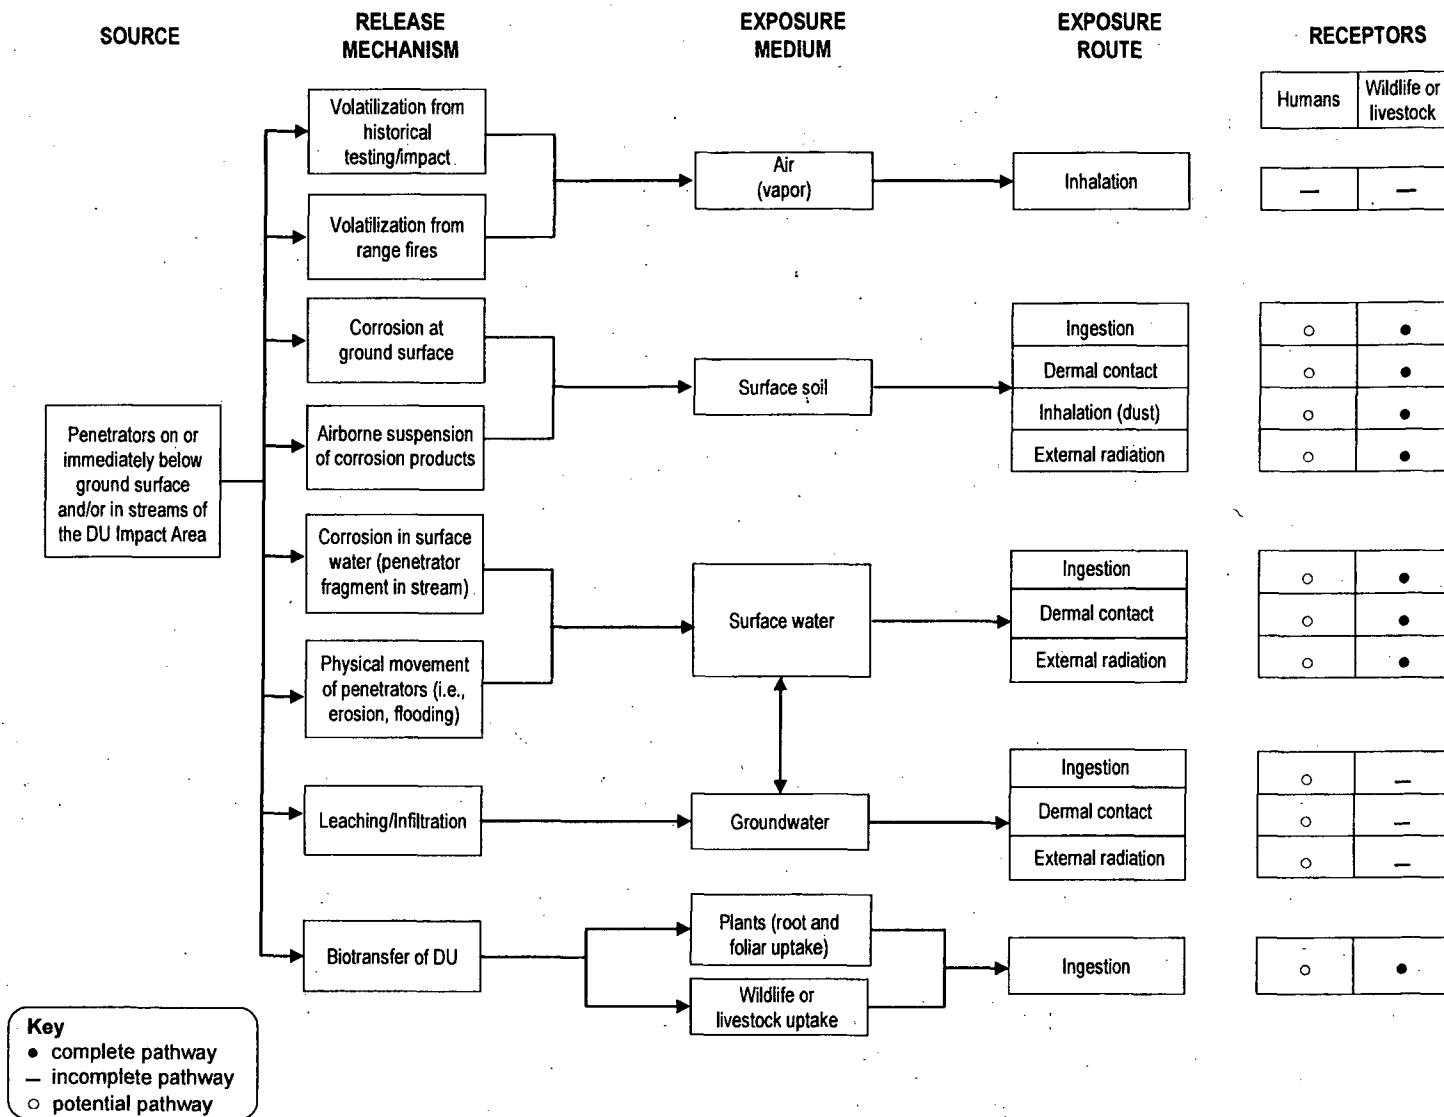 SOURCE
RELEASE
MECHANISM
EXPOSURE
MEDIUM
EXPOSURE
ROUTE
RECEPTORS
Humans
Wildlife or
livestock
Volatilization from
historical
testing/impact
Air
(vapor)
Inhalation
– –
Volatilization from
range fires
Corrosion at
ground surface
Surface soil
Ingestion
○ ●
Dermal contact
○ ●
Inhalation (dust)
○ ●
External radiation
○ ●
Airborne suspension
of corrosion products
Penetrators on or
immediately below
ground surface
and/or in streams of
the DU Impact Area
Corrosion in surface
water (penetrator
fragment in stream)
Surface water
Ingestion
○ ●
Dermal contact
○ ●
External radiation
○ ●
Physical movement
of penetrators (i.e.,
erosion, flooding)
Leaching/Infiltration
Groundwater
Ingestion
○ –
Dermal contact
○ –
External radiation
○ –
Biotransfer of DU
Plants (root and
foliar uptake)
Wildlife or
livestock uptake
Ingestion
○ ●
Key
● complete pathway
– incomplete pathway
○ potential pathway